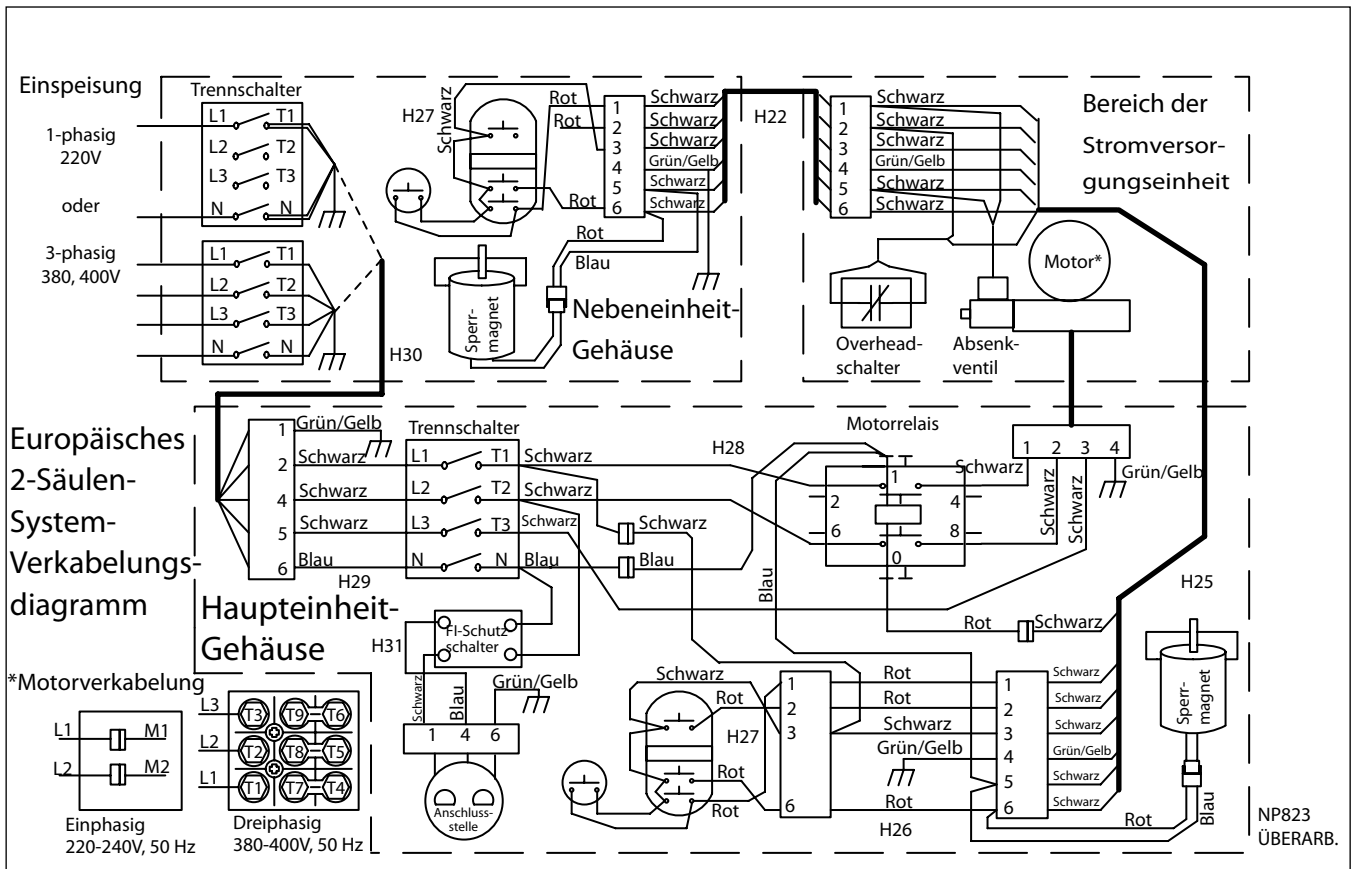 Einspeisung
Trennschalter
1-phasig
220V
oder
3-phasig
380, 400V
L1 T1
L2 T2
L3 T3
N N
L1 T1
L2 T2
L3 T3
N N
H30
H27
Schwarz
Rot
Rot
Rot
1
2
3
4
5
6
Schwarz
Schwarz
Schwarz
Grün/Gelb
Schwarz
Schwarz
Rot
Blau
Sperr-
magnet
Nebeneinheit-
Gehäuse
H22
1
2
3
4
5
6
Schwarz
Schwarz
Schwarz
Grün/Gelb
Schwarz
Schwarz
Bereich der
Stromversor-
gungseinheit
Motor*
Overhead-
schalter
Absenk-
ventil
Europäisches
2-Säulen-
System-
Verkabelungs-
diagramm
1
2
4
5
6
Grün/Gelb
Schwarz
Schwarz
Schwarz
Blau
H29
Trennschalter
L1 T1
L2 T2
L3 T3
N N
Schwarz
Schwarz
Schwarz
Blau
Schwarz
Blau
H28
Blau
Motorrelais
1
2
4
6
8
0
Schwarz
1 2 3 4
Schwarz
Schwarz
Grün/Gelb
Rot
Schwarz
H25
Haupteinheit-
Gehäuse
H31
FI-Schutz
schalter
Schwarz
Blau
Grün/Gelb
1 4 6
Anschluss-
stelle
Schwarz
Rot
H27
Rot
Rot
1
2
3
6
Rot
Rot
Schwarz
Grün/Gelb
Rot
H26
1
2
3
4
5
6
Schwarz
Schwarz
Schwarz
Grün/Gelb
Schwarz
Schwarz
Rot
Blau
Sperr-
magnet
*Motorverkabelung
L1 M1
L2 M2
Einphasig
220-240V, 50 Hz
L3 T3 T9 T6
L2 T2 T8 T5
L1 T1 T7 T4
Dreiphasig
380-400V, 50 Hz
NP823
ÜBERARB.